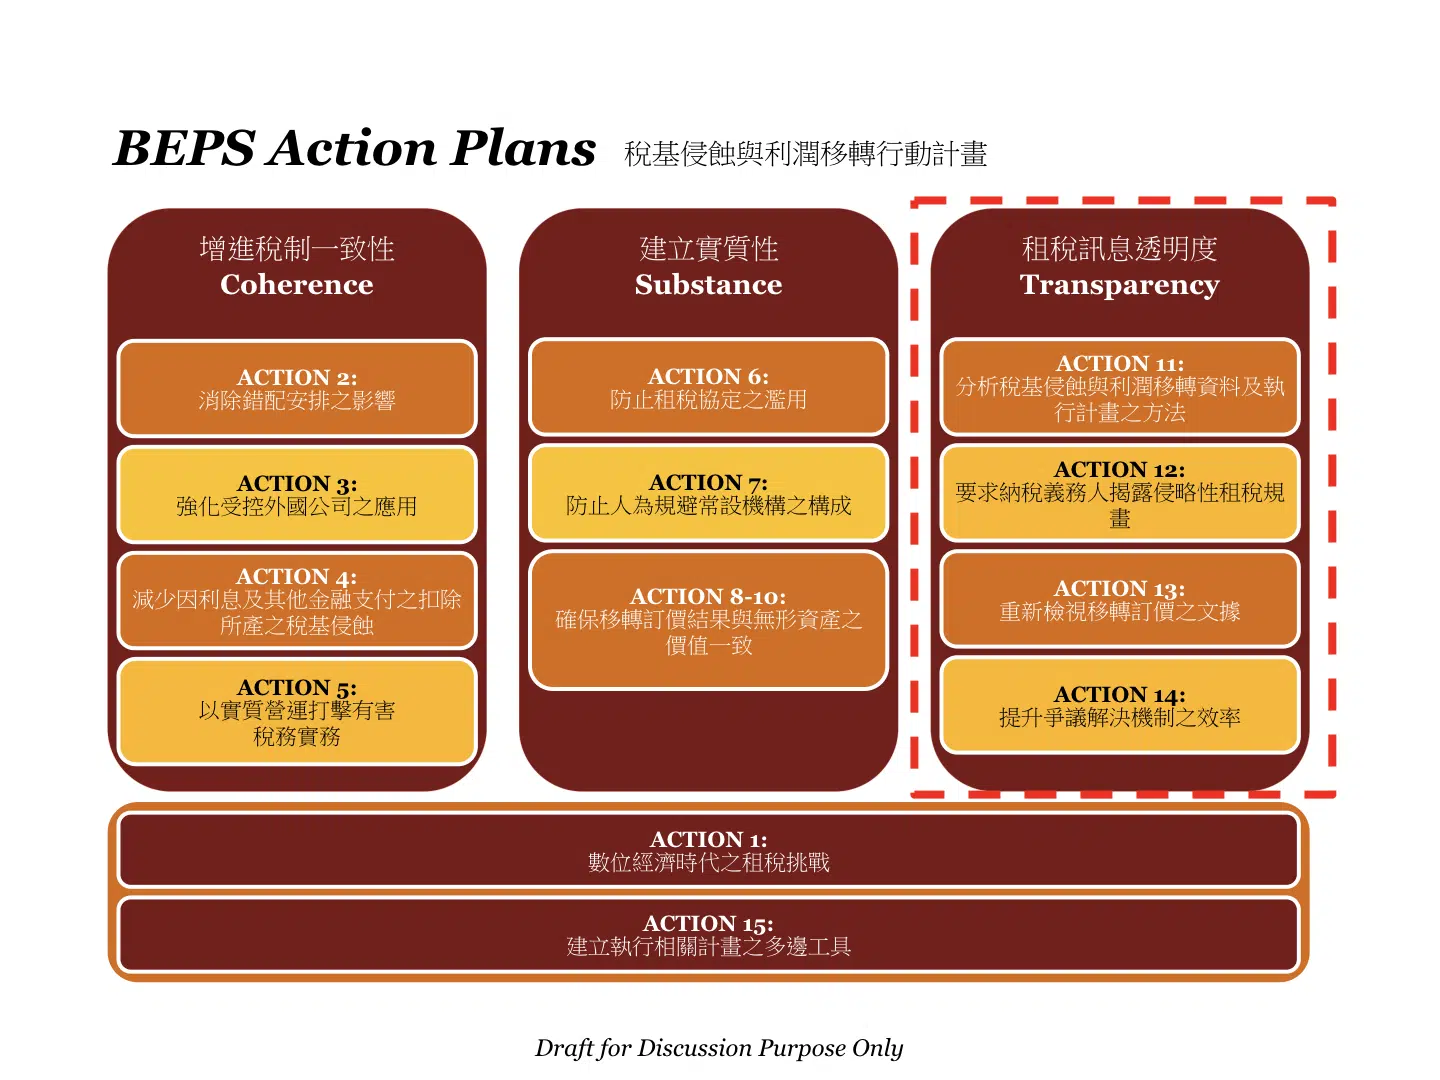 BEPS Action Plans 稅基侵蝕與利潤移轉行動計畫
增進稅制一致性
Coherence
ACTION 2:
消除錯配安排之影響
ACTION 3:
強化受控外國公司之應用
ACTION 4:
減少因利息及其他金融支付之扣除
所產之稅基侵蝕
ACTION 5:
以實質營運打擊有害
稅務實務
建立實質性
Substance
ACTION 6:
防止租稅協定之濫用
ACTION 7:
防止人為規避常設機構之構成
ACTION 8-10:
確保移轉訂價結果與無形資產之
價值一致
租稅訊息透明度
Transparency
ACTION 11:
分析稅基侵蝕與利潤移轉資料及執
行計畫之方法
ACTION 12:
要求納稅義務人揭露侵略性租稅規
畫
ACTION 13:
重新檢視移轉訂價之文據
ACTION 14:
提升爭議解決機制之效率
ACTION 1:
數位經濟時代之租稅挑戰
ACTION 15:
建立執行相關計畫之多邊工具
Draft for Discussion Purpose Only